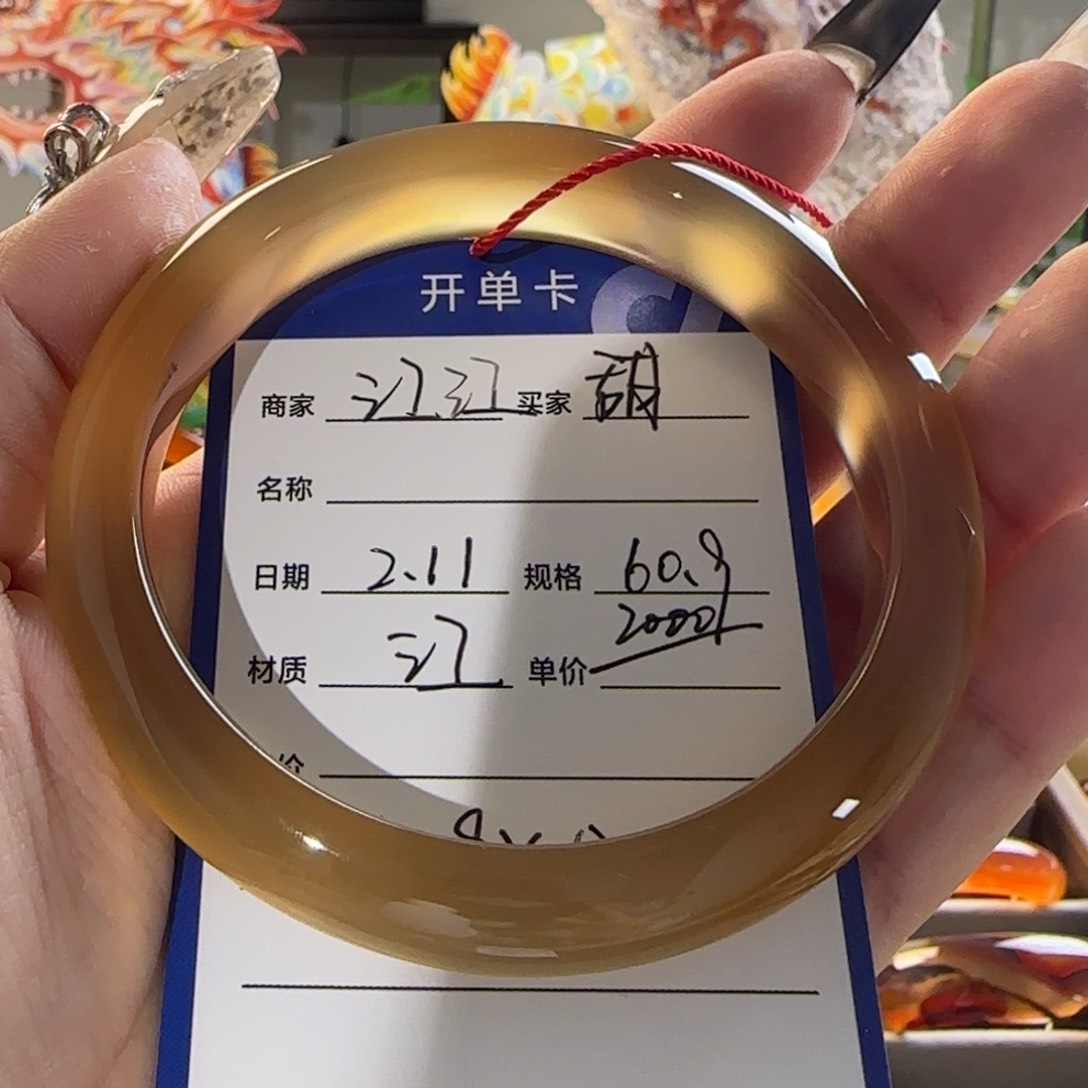 开单卡
商家 江江 买家 胡
名称
日期 2.11 规格 60.9
2000
材质 江 单价
价